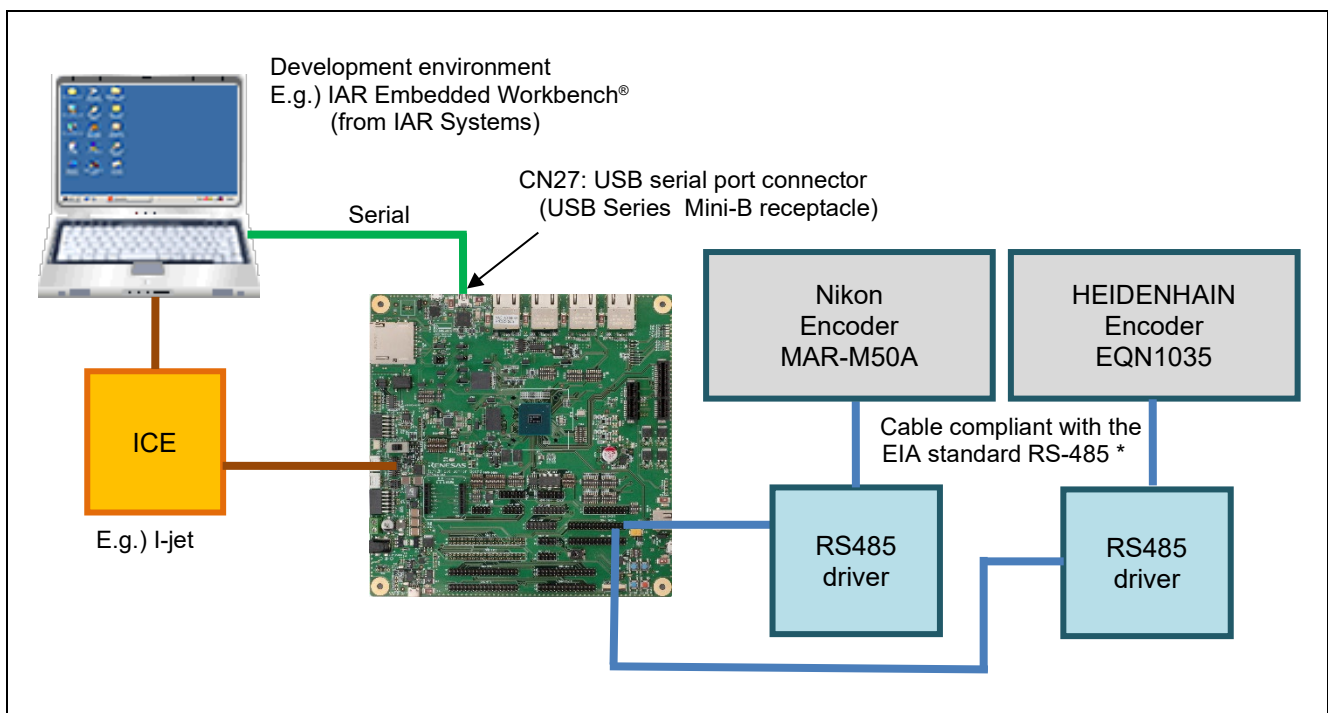 Development environment
E.g.) IAR Embedded Workbench®
(from IAR Systems)
CN27: USB serial port connector
(USB Series Mini-B receptacle)
Serial
Nikon
Encoder
MAR-M50A
HEIDENHAIN
Encoder
EQN1035
Cable compliant with the
EIA standard RS-485 *
ICE
E.g.) I-jet
RENESAS
RS485
driver
RS485
driver